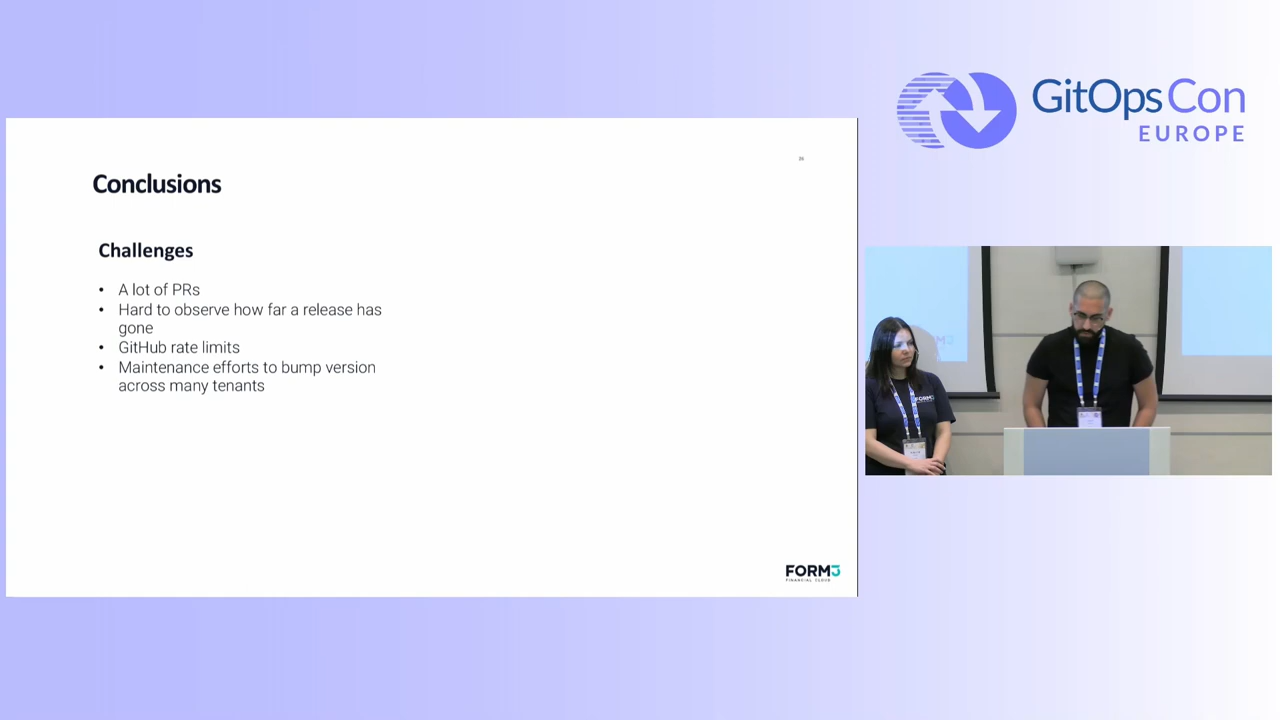 GitOps Con
EUROPE
Conclusions
Challenges
• A lot of PRs
• Hard to observe how far a release has
gone
• GitHub rate limits
• Maintenance efforts to bump version
across many tenants
FORM3
FINANCIAL CLOUD
FORM3